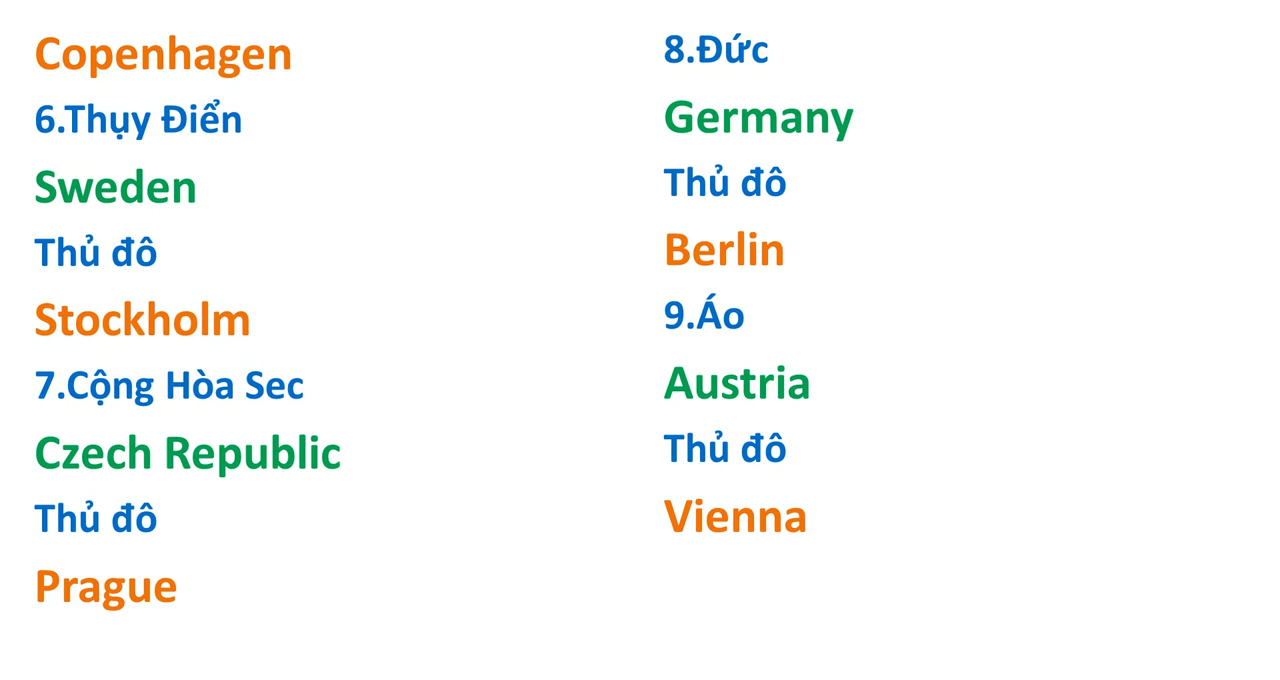 Copenhagen
6.Thụy Điển
Sweden
Thủ đô
Stockholm
7.Cộng Hòa Sec
Czech Republic
Thủ đô
Prague
8.Đức
Germany
Thủ đô
Berlin
9.Áo
Austria
Thủ đô
Vienna